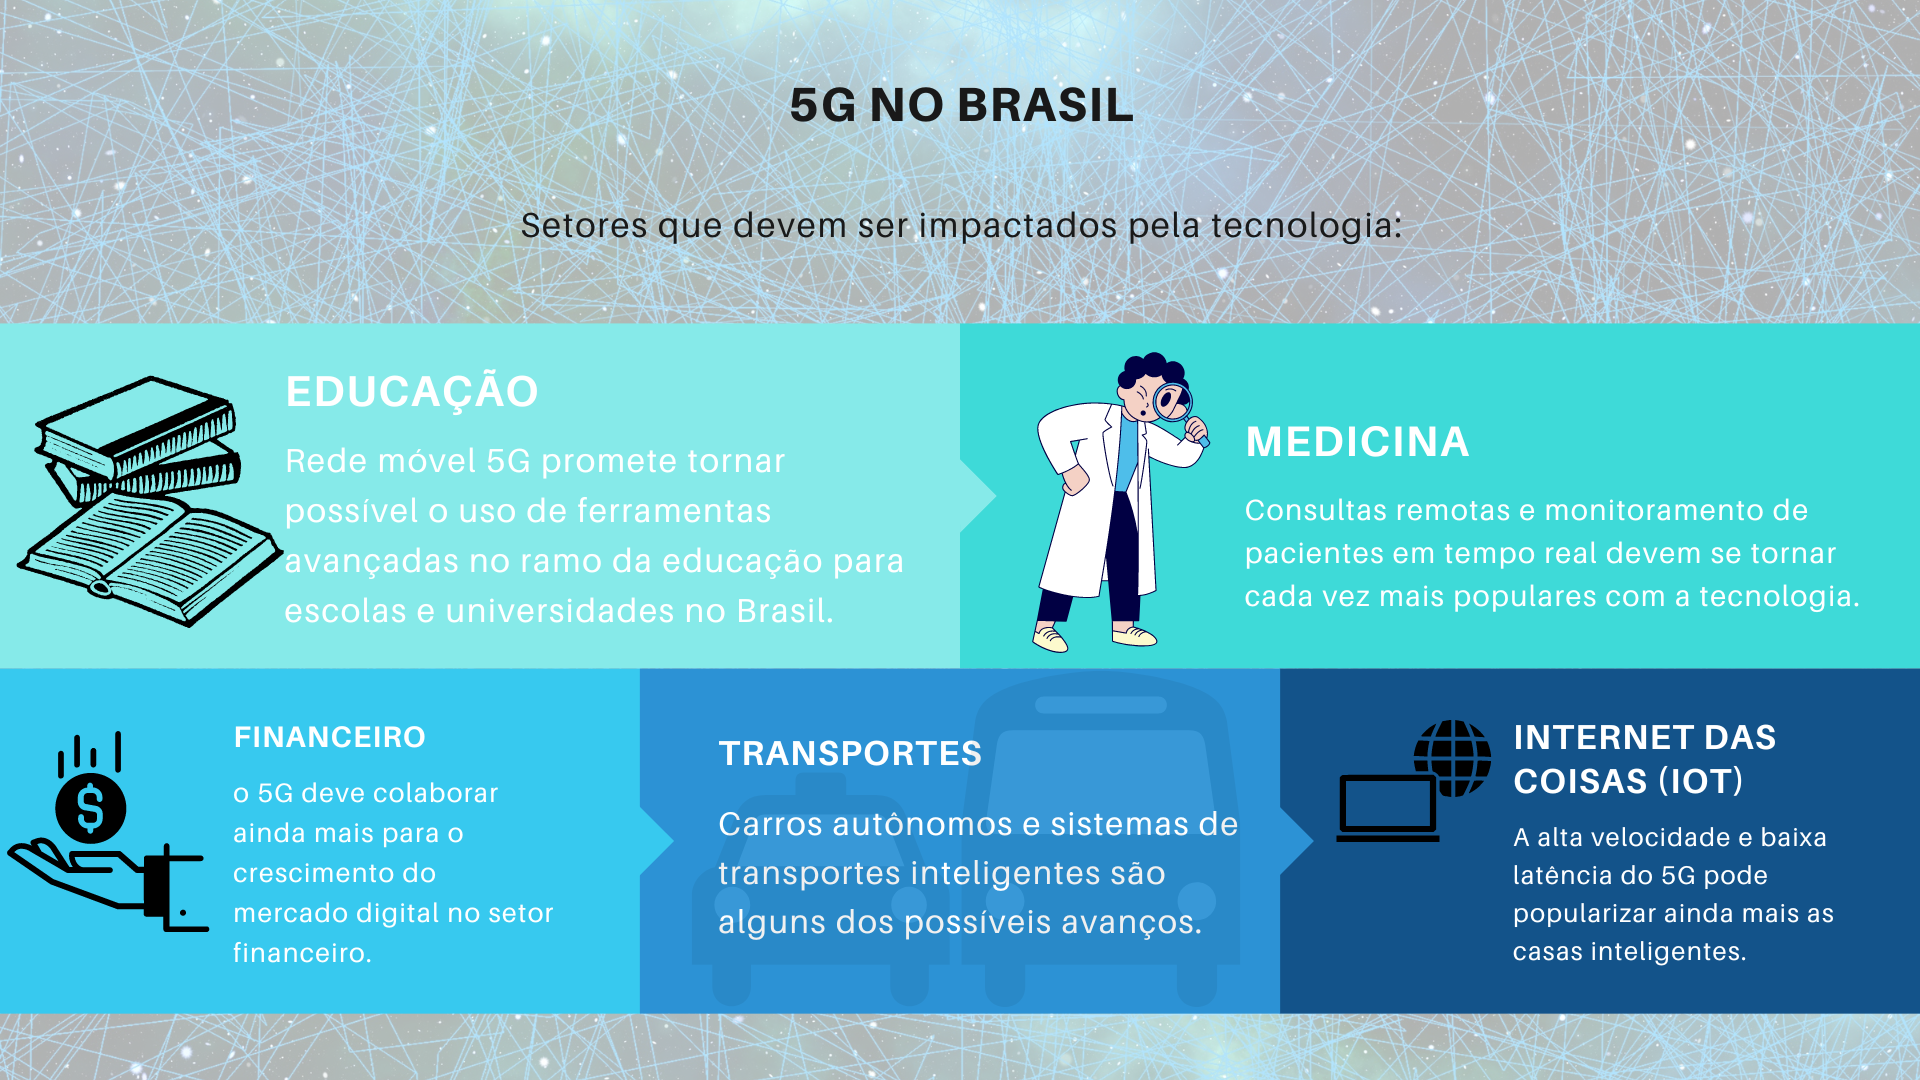 5G NO BRASIL
Setores que devem ser impactados pela tecnologia:
EDUCAÇÃO
Rede móvel 5G promete tornar
possível o uso de ferramentas
avançadas no ramo da educação para
escolas e universidades no Brasil.
MEDICINA
Consultas remotas e monitoramento de
pacientes em tempo real devem se tornar
cada vez mais populares com a tecnologia.
FINANCEIRO
o 5G deve colaborar
ainda mais para o
crescimento do
mercado digital no setor
financeiro.
TRANSPORTES
Carros autônomos e sistemas de
transportes inteligentes são
alguns dos possíveis avanços.
INTERNET DAS
COISAS (IOT)
A alta velocidade e baixa
latência do 5G pode
popularizar ainda mais as
casas inteligentes.